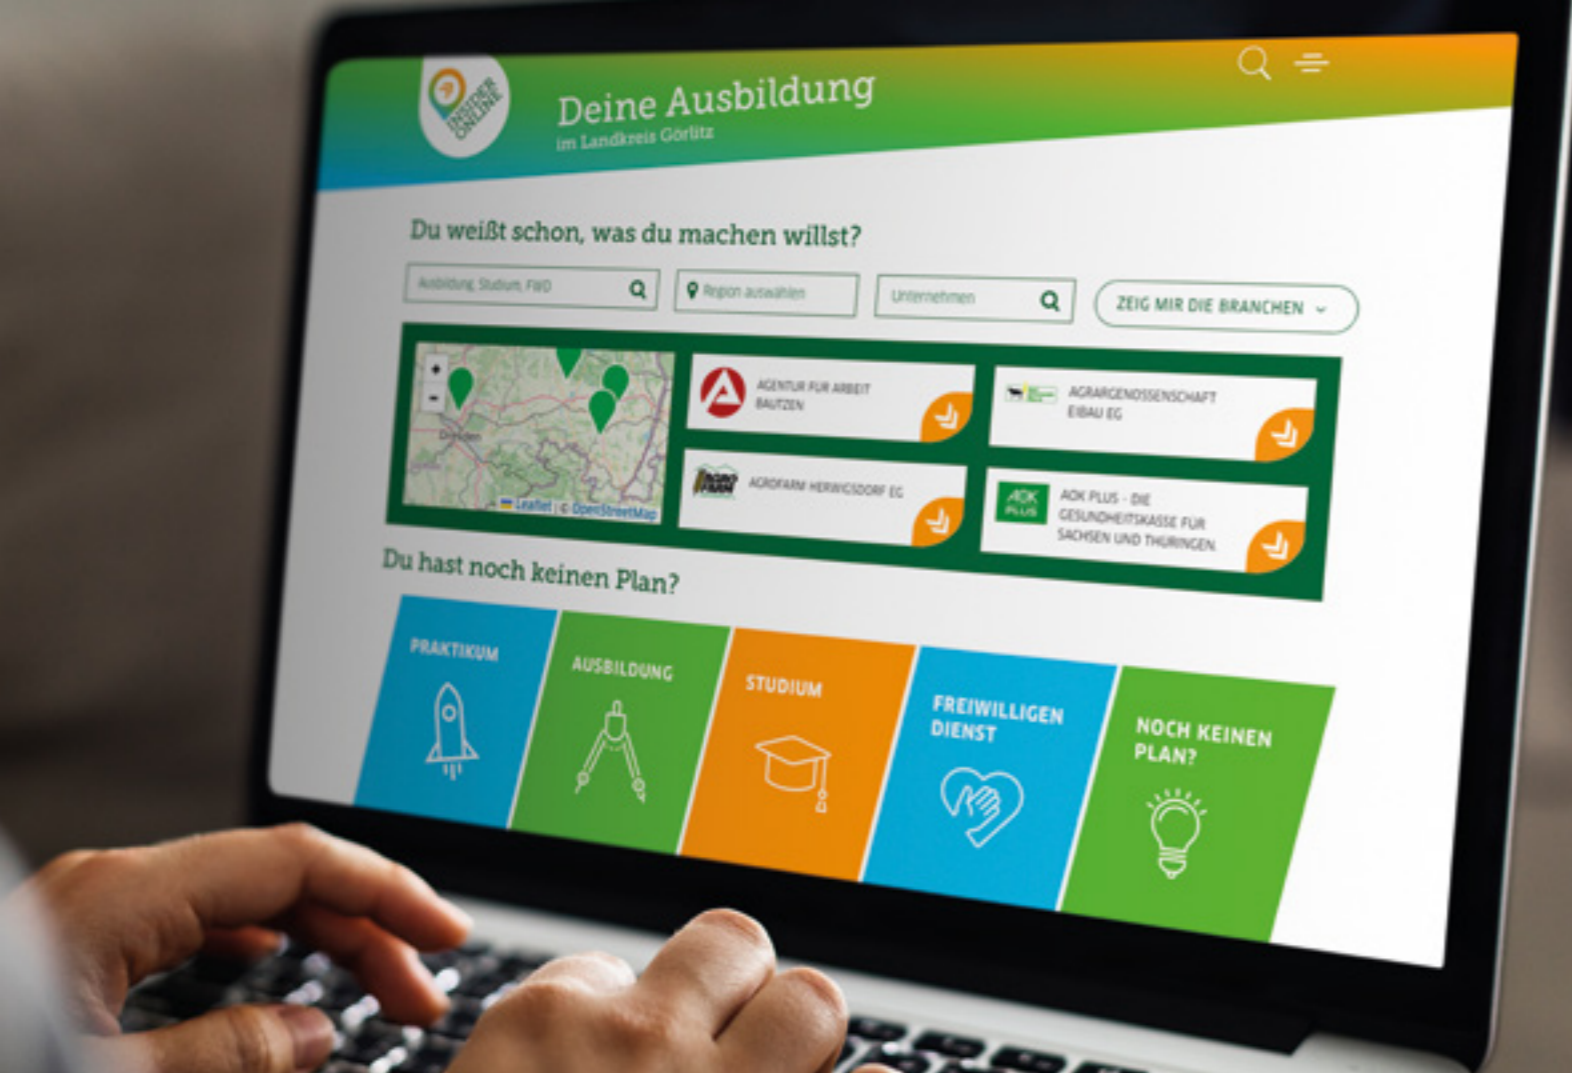 INSIDER
ONLINE
Deine Ausbildung
im Landkreis Görlitz
Du weißt schon, was du machen willst?
Ausbildung, Studium, FWD
Region auswählen
Unternehmen
ZEIG MIR DIE BRANCHEN
+
-
Dresden
Leaflet | © OpenStreetMap
AGENTUR FÜR ARBEIT
BAUTZEN
AGRARGENOSSENSCHAFT
EIBAU EG
AGRO
FARM
AGROFARM HERWIGSDORF EG
AOK
PLUS
AOK PLUS - DIE
GESUNDHEITSKASSE FÜR
SACHSEN UND THÜRINGEN.
Du hast noch keinen Plan?
PRAKTIKUM
AUSBILDUNG
STUDIUM
FREIWILLIGEN
DIENST
NOCH KEINEN
PLAN?